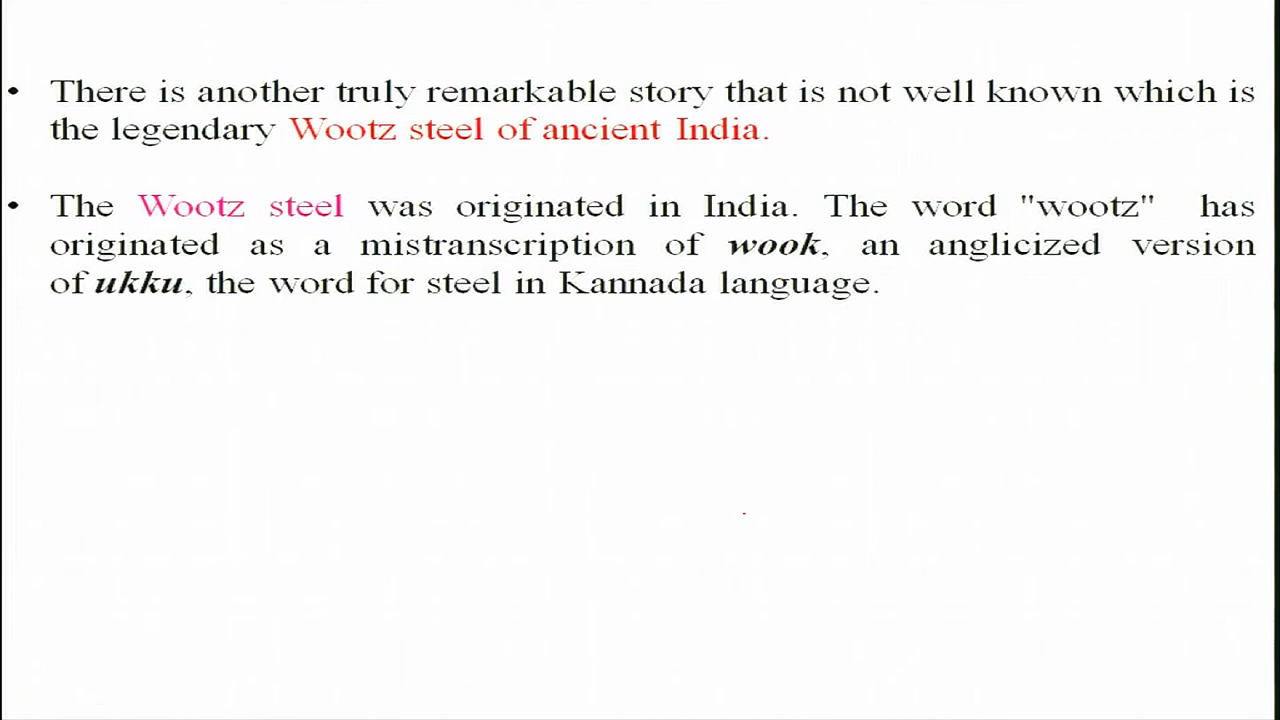 • There is another truly remarkable story that is not well known which is
the legendary Wootz steel of ancient India.
• The Wootz steel was originated in India. The word "wootz" has
originated as a mistranscription of wook, an anglicized version
of ukku, the word for steel in Kannada language.